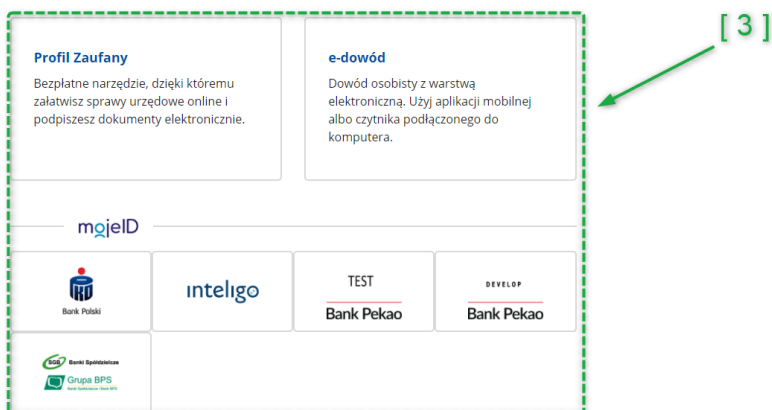 [ 3 ]
Profil Zaufany
Bezpłatne narzędzie, dzięki któremu
załatwisz sprawy urzędowe online i
podpiszesz dokumenty elektronicznie.
e-dowód
Dowód osobisty z warstwą
elektroniczną. Użyj aplikacji mobilnej
albo czytnika podłączonego do
komputera.
mojeID
PKO
Bank Polski
inteligo
TEST
Bank Pekao
DEVELOP
Bank Pekao
SGB Banki Spółdzielcze
Grupa BPS